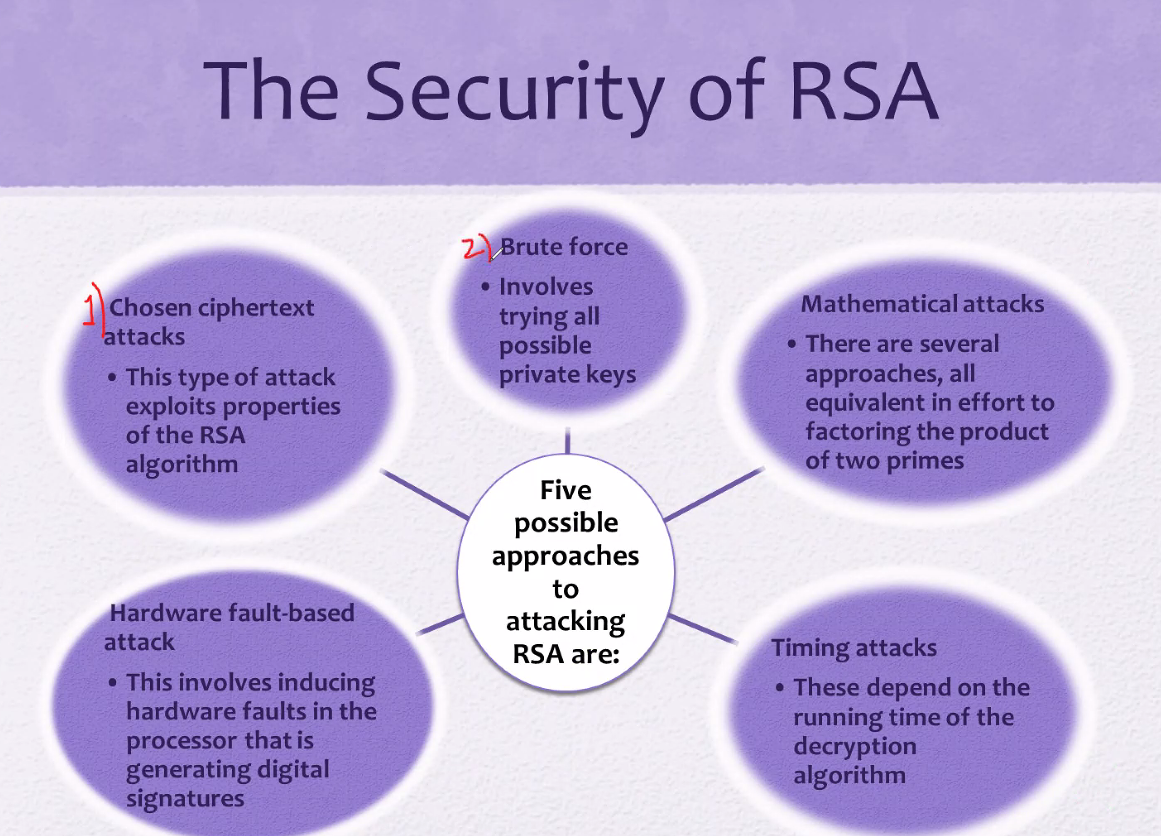 The Security of RSA
1) Chosen ciphertext
attacks
• This type of attack
exploits properties
of the RSA
algorithm
2) Brute force
• Involves
trying all
possible
private keys
Mathematical attacks
• There are several
approaches, all
equivalent in effort to
factoring the product
of two primes
Five
possible
approaches
to
attacking
RSA are:
Hardware fault-based
attack
• This involves inducing
hardware faults in the
processor that is
generating digital
signatures
Timing attacks
• These depend on the
running time of the
decryption
algorithm